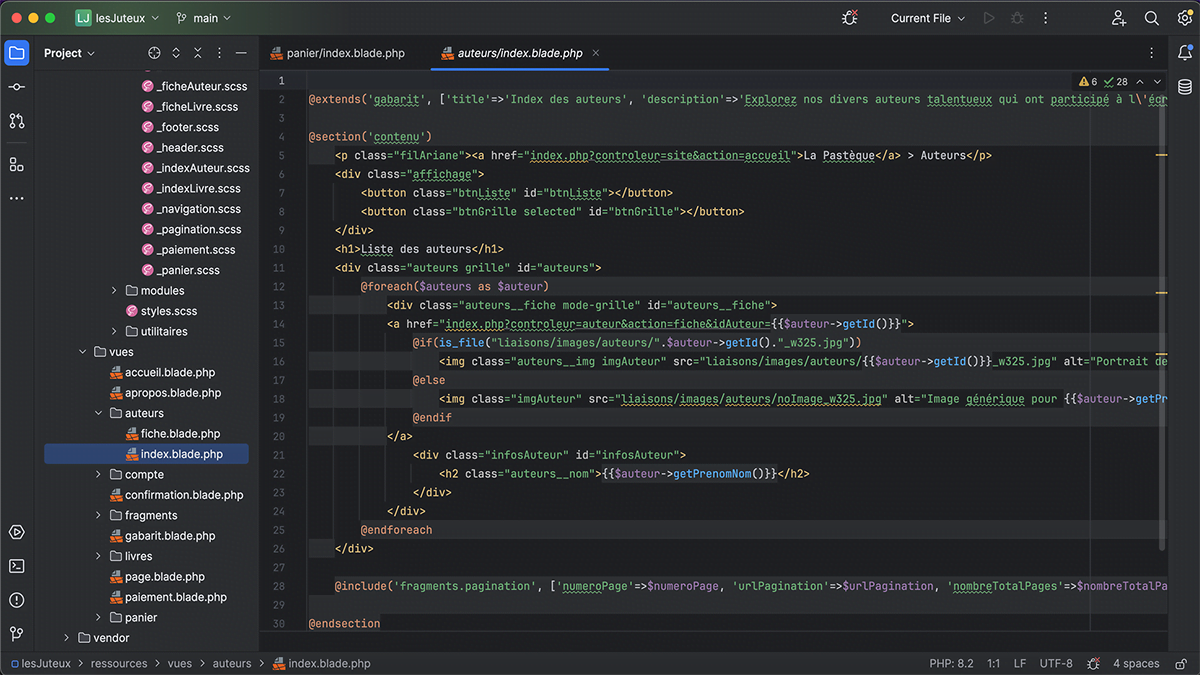 LJ lesJuteux main Current File
Project panier/index.blade.php auteurs/index.blade.php
_ficheAuteur.scss
_ficheLivre.scss
_footer.scss
_header.scss
_indexAuteur.scss
_indexLivre.scss
_navigation.scss
_pagination.scss
_paiement.scss
_panier.scss
modules
styles.scss
utilitaires
vues
accueil.blade.php
apropos.blade.php
auteurs
fiche.blade.php
index.blade.php
compte
confirmation.blade.php
fragments
gabarit.blade.php
livres
page.blade.php
paiement.blade.php
panier
vendor
6 28
1
2 @extends('gabarit', ['title'=>'Index des auteurs', 'description'=>'Explorez nos divers auteurs talentueux qui ont participé à l\'écr
3
4 @section('contenu')
5 <p class="filAriane"><a href="index.php?controleur=site&action=accueil">La Pastèque</a> > Auteurs</p>
6 <div class="affichage">
7 <button class="btnListe" id="btnListe"></button>
8 <button class="btnGrille selected" id="btnGrille"></button>
9 </div>
10 <h1>Liste des auteurs</h1>
11 <div class="auteurs grille" id="auteurs">
12 @foreach($auteurs as $auteur)
13 <div class="auteurs__fiche mode-grille" id="auteurs__fiche">
14 <a href="index.php?controleur=auteur&action=fiche&idAuteur={{$auteur->getId()}}">
15 @if(is_file("liaisons/images/auteurs/".$auteur->getId()."_w325.jpg"))
16 <img class="auteurs__img imgAuteur" src="liaisons/images/auteurs/{{$auteur->getId()}}_w325.jpg" alt="Portrait de
17 @else
18 <img class="imgAuteur" src="liaisons/images/auteurs/noImage_w325.jpg" alt="Image générique pour {{$auteur->getPr
19 @endif
20 </a>
21 <div class="infosAuteur" id="infosAuteur">
22 <h2 class="auteurs__nom">{{$auteur->getPrenomNom()}}</h2>
23 </div>
24 </div>
25 @endforeach
26 </div>
27
28 @include('fragments.pagination', ['numeroPage'=>$numeroPage, 'urlPagination'=>$urlPagination, 'nombreTotalPages'=>$nombreTotalPa
29
30 @endsection
lesJuteux > ressources > vues > auteurs > index.blade.php PHP: 8.2 1:1 LF UTF-8 4 spaces